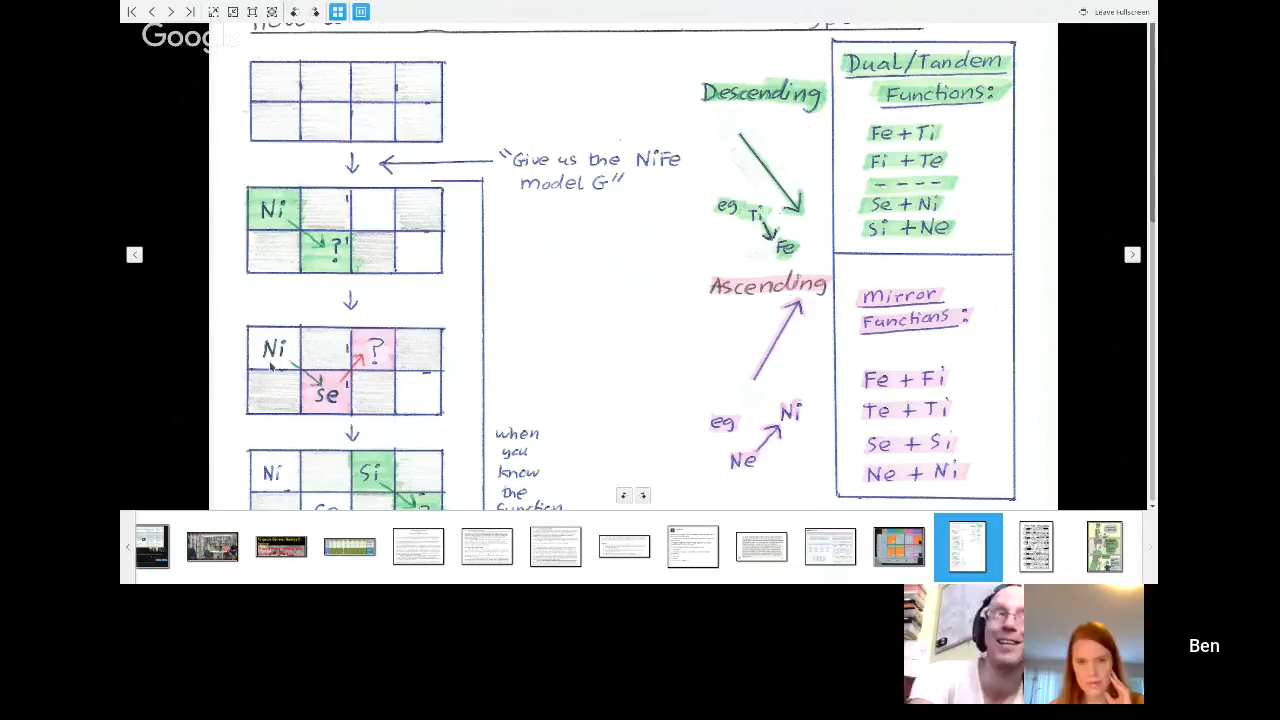 Leave Fullscreen
Goog
Descending
Dual/Tandem
Functions:
Fe + Ti
Fi + Te
- - - -
Se + Ni
Si + Ne
"Give us the NiFe
model G"
Ni
?
eg Ti
Fe
Ascending
Mirror
Functions:
Fe + Fi
Te + Ti
Se + Si
Ne + Ni
Ni
?
se
eg
Ni
Ne
when
you
know
the
function
Ni
Si
Ben